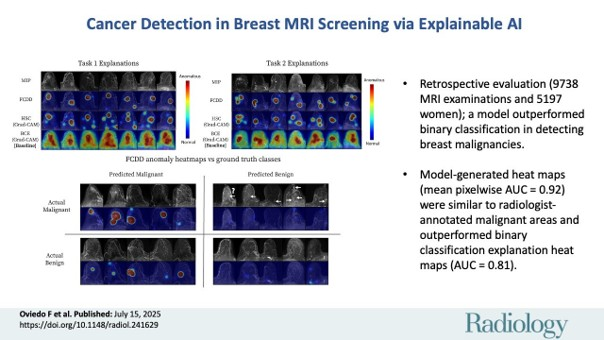 Cancer Detection in Breast MRI Screening via Explainable AI
Task 1 Explanations
Task 2 Explanations
MIP
FCDD
HSC
(Grad-CAM)
BCE
(Grad-CAM)
[Baseline]
Anomalous
Normal
MIP
FCDD
HSC
(Grad-CAM)
BCE
(Grad-CAM)
[Baseline]
Anomalous
Normal
FCDD anomaly heatmaps vs ground truth classes
Predicted Malignant
Predicted Benign
Actual
Malignant
Actual
Benign
• Retrospective evaluation (9738
MRI examinations and 5197
women); a model outperformed
binary classification in detecting
breast malignancies.
• Model-generated heat maps
(mean pixelwise AUC = 0.92)
were similar to radiologist-
annotated malignant areas and
outperformed binary
classification explanation heat
maps (AUC = 0.81).
Oviedo F et al. Published: July 15, 2025
https://doi.org/10.1148/radiol.241629
Radiology